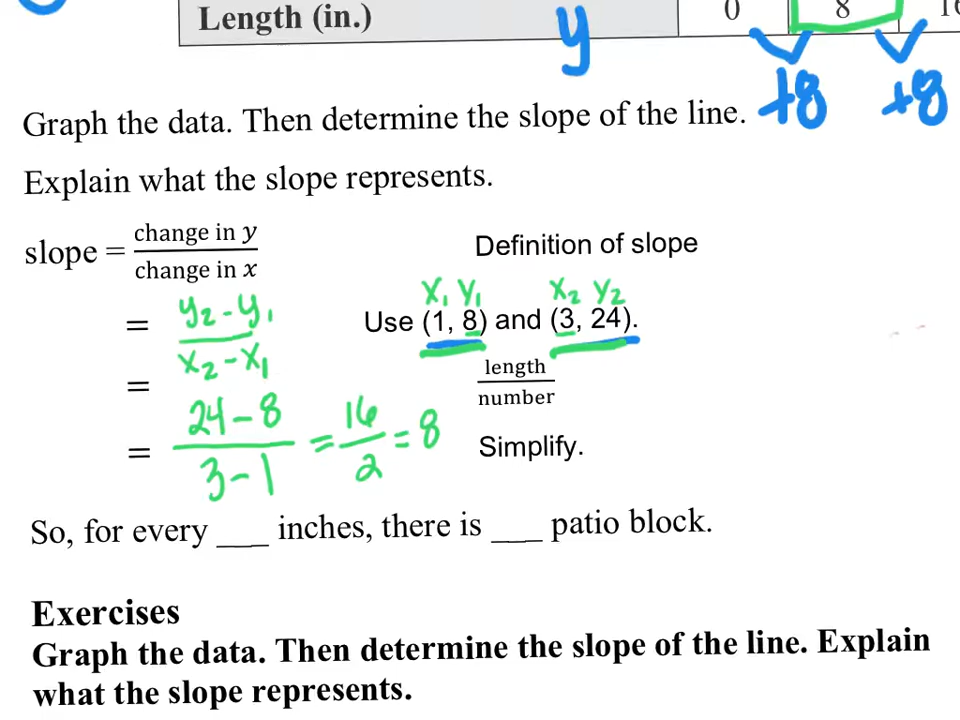 Length (in.) y 0 8 16
+8 +8
Graph the data. Then determine the slope of the line.
Explain what the slope represents.
slope = change in y / change in x Definition of slope
x₁ y₁ x₂ y₂
= y₂ - y₁ / x₂ - x₁ Use (1, 8) and (3, 24).
= length / number
= 24 - 8 / 3 - 1 = 16 / 2 = 8 Simplify.
So, for every ___ inches, there is ___ patio block.
Exercises
Graph the data. Then determine the slope of the line. Explain
what the slope represents.